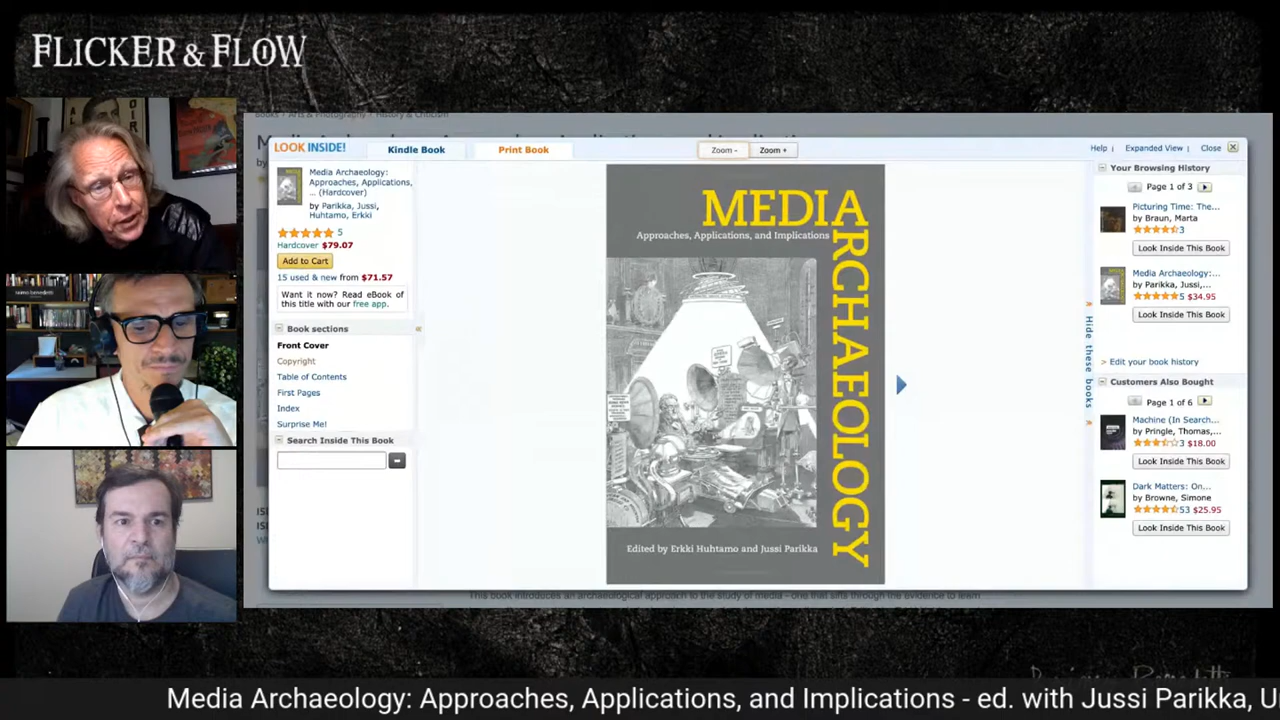 FLICKER & FLOW
Books › Arts & Photography › History & Criticism
LOOK INSIDE!
Kindle Book
Print Book
Zoom -
Zoom +
Help |
Expanded View |
Close
Media Archaeology:
Approaches, Applications,
... (Hardcover)
by Parikka, Jussi,
Huhtamo, Erkki
5
Hardcover $79.07
Add to Cart
15 used & new from $71.57
Want it now? Read eBook of
this title with our free app.
Book sections
Front Cover
Copyright
Table of Contents
First Pages
Index
Surprise Me!
Search Inside This Book
MEDIA
ARCHAEOLOGY
Approaches, Applications, and Implications
Edited by Erkki Huhtamo and Jussi Parikka
Hide these books
Your Browsing History
Page 1 of 3
Picturing Time: The...
by Braun, Marta
3
Look Inside This Book
Media Archaeology:...
by Parikka, Jussi,...
5 $34.95
Look Inside This Book
> Edit your book history
Customers Also Bought
Page 1 of 6
Machine (In Search...
by Pringle, Thomas,...
3 $18.00
Look Inside This Book
Dark Matters: On...
by Browne, Simone
53 $25.95
Look Inside This Book
This book introduces an archaeological approach to the study of media - one that sifts through the evidence to learn
Media Archaeology: Approaches, Applications, and Implications - ed. with Jussi Parikka, U